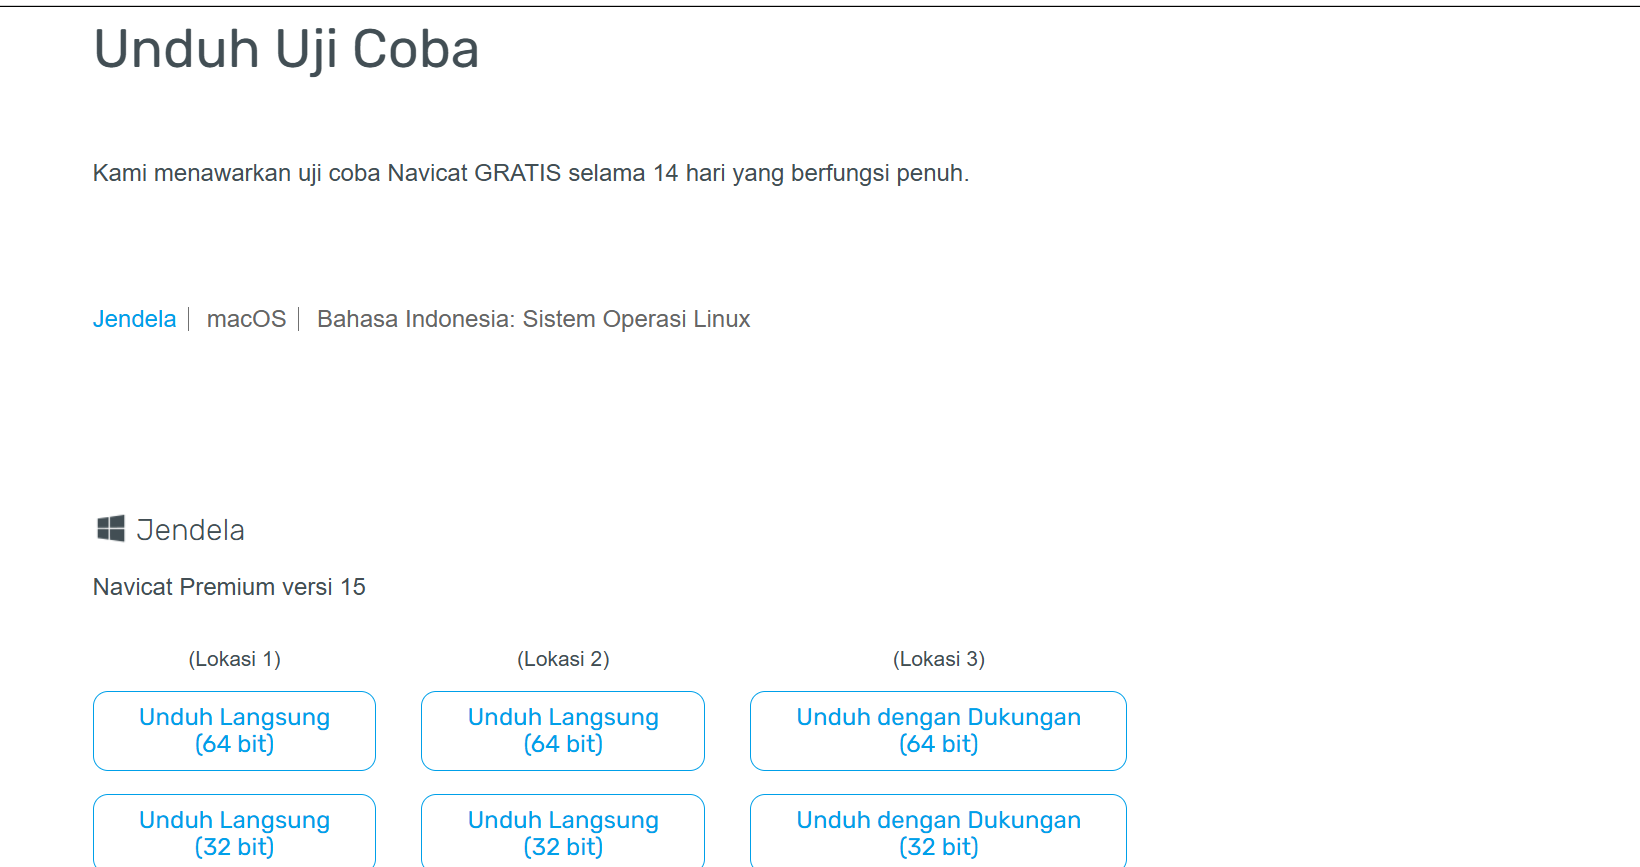 Unduh Uji Coba
Kami menawarkan uji coba Navicat GRATIS selama 14 hari yang berfungsi penuh.
Jendela | macOS | Bahasa Indonesia: Sistem Operasi Linux
Jendela
Navicat Premium versi 15
(Lokasi 1) (Lokasi 2) (Lokasi 3)
Unduh Langsung Unduh Langsung Unduh dengan Dukungan
(64 bit) (64 bit) (64 bit)
Unduh Langsung Unduh Langsung Unduh dengan Dukungan
(32 bit) (32 bit) (32 bit)